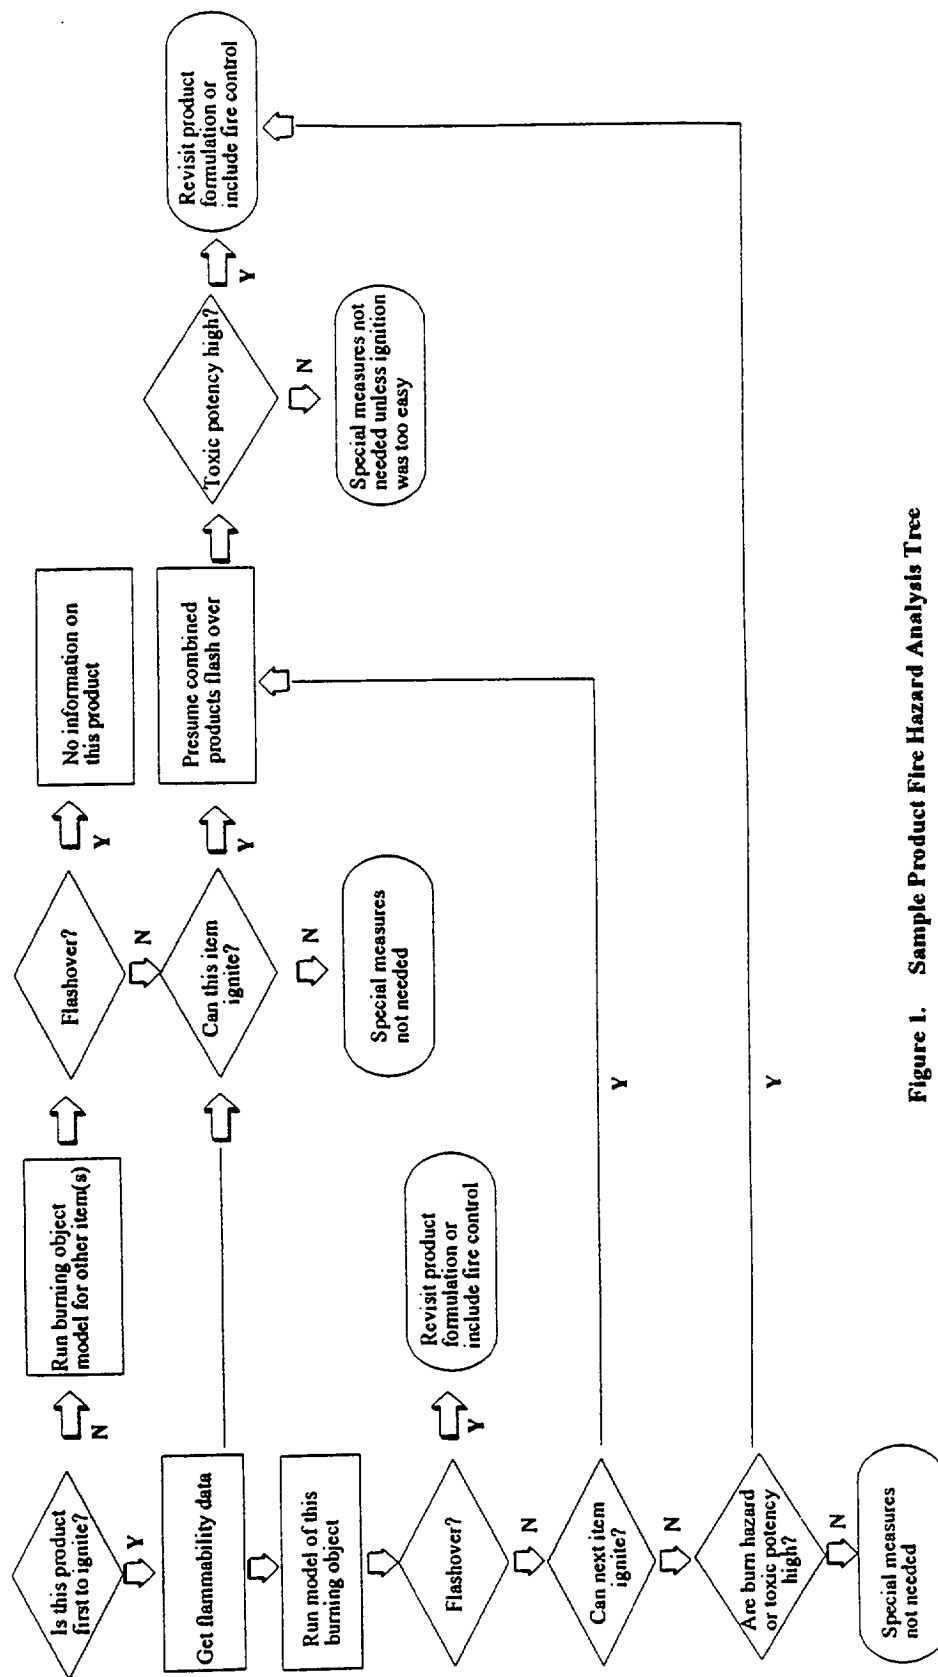 Is this product
first to ignite?
N
Run burning object
model for other item(s)
Flashover?
Y
No information on
this product
Y
N
Get flammability data
Can this item
ignite?
Y
Presume combined
products flash over
Toxic potency high?
Y
Revisit product
formulation or
include fire control
N
Special measures
not needed
N
Special measures not
needed unless ignition
was too easy
Run model of this
burning object
Flashover?
Y
Revisit product
formulation or
include fire control
N
Can next item
ignite?
Y
N
Are burn hazard
or toxic potency
high?
Y
N
Special measures
not needed
Figure 1. Sample Product Fire Hazard Analysis Tree